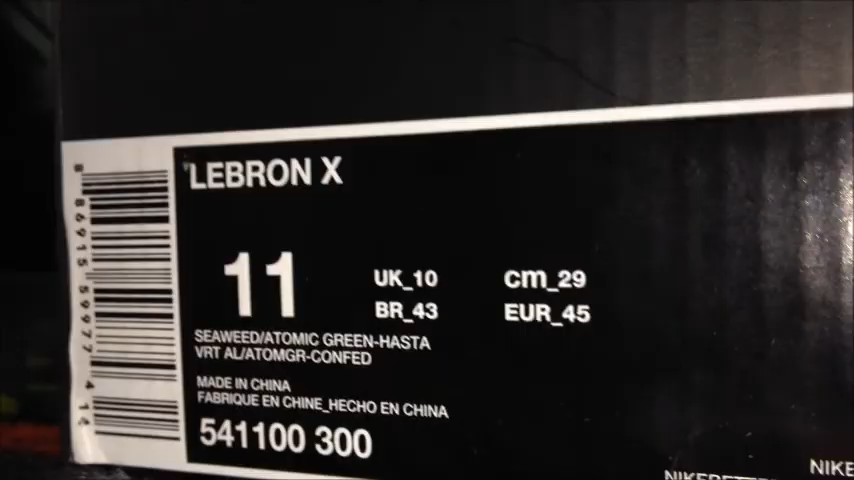 LEBRON X
11
UK_10 cm_29
BR_43 EUR_45
SEAWEED/ATOMIC GREEN-HASTA
VRT AL/ATOMGR-CONFED
MADE IN CHINA
FABRIQUE EN CHINE_HECHO EN CHINA
541100 300
NIKE